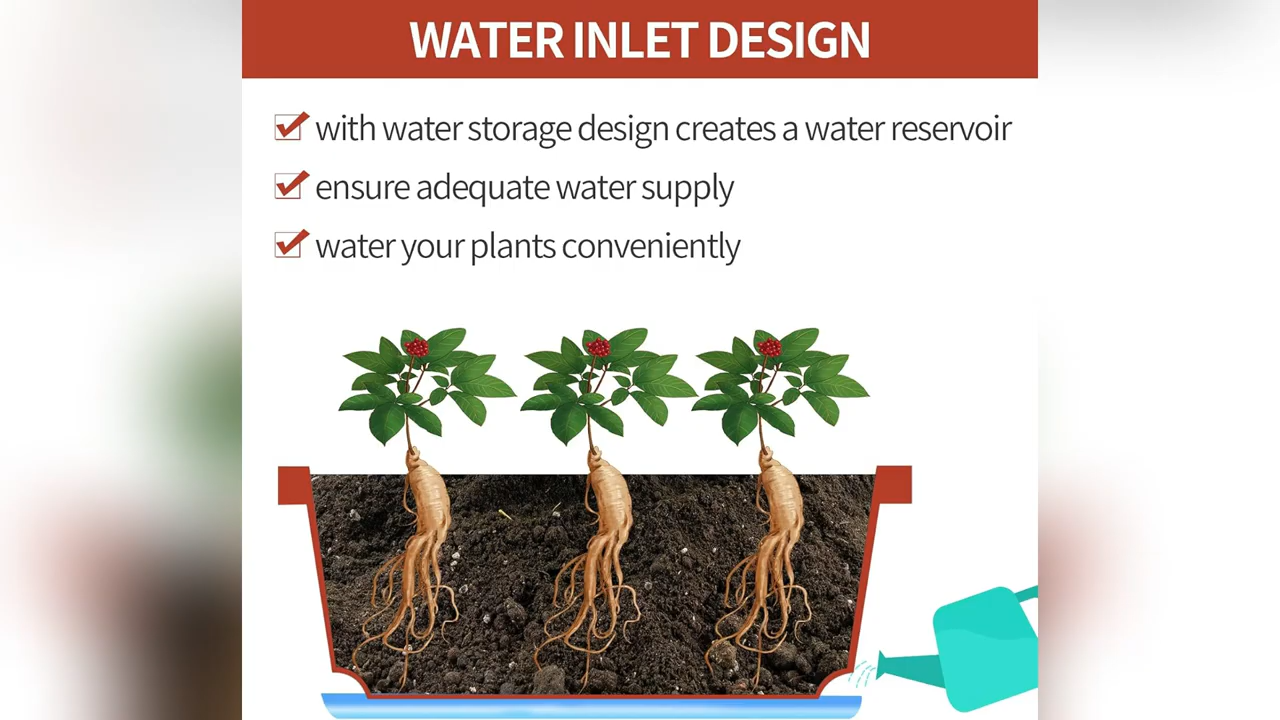 WATER INLET DESIGN
with water storage design creates a water reservoir
ensure adequate water supply
water your plants conveniently